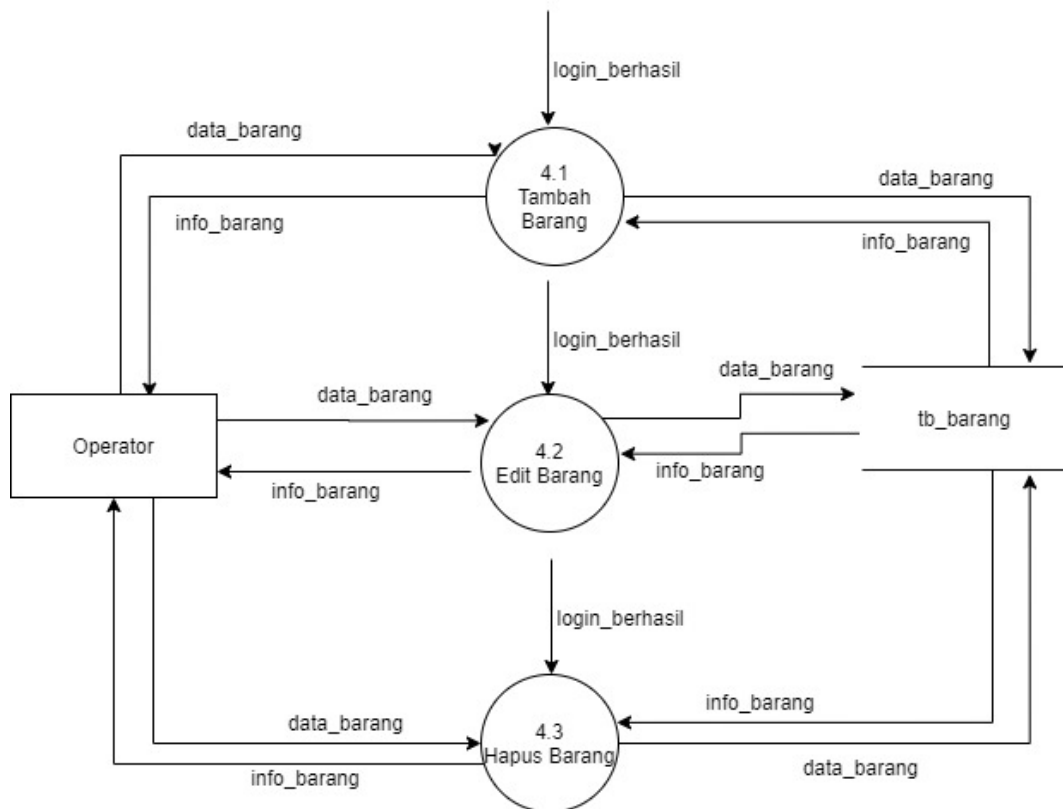 login_berhasil
data_barang
4.1
Tambah
Barang
data_barang
info_barang
info_barang
login_berhasil
data_barang
data_barang
Operator
4.2
Edit Barang
tb_barang
info_barang
info_barang
login_berhasil
info_barang
data_barang
4.3
Hapus Barang
info_barang
data_barang